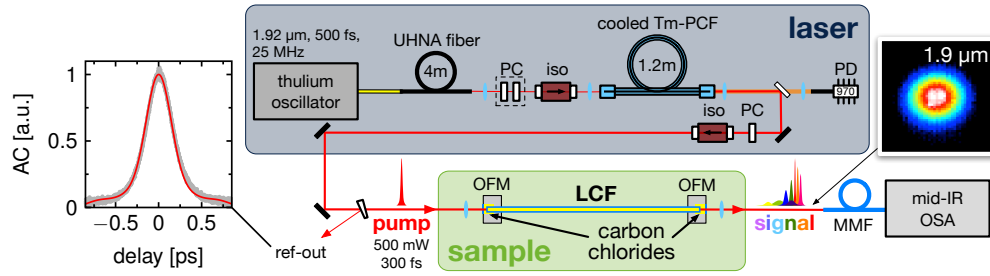 laser
1.92 µm, 500 fs,
25 MHz
UHNA fiber
cooled Tm-PCF
4m
PC
iso
1.2m
PD
970
thulium
oscillator
iso
PC
1.9 µm
AC [a.u.]
1
0.5
0
−0.5
0
0.5
delay [ps]
ref-out
pump
500 mW
300 fs
OFM
LCF
OFM
carbon
chlorides
sample
signal
MMF
mid-IR
OSA